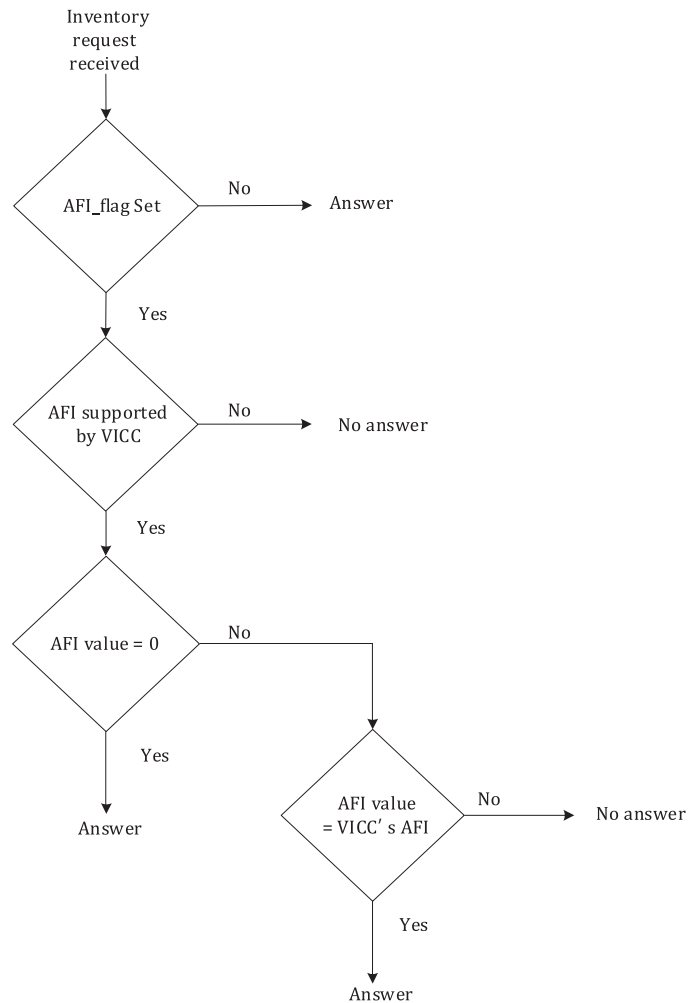 Inventory
request
received
AFI_flag Set
No
Answer
Yes
AFI supported
by VICC
No
No answer
Yes
AFI value = 0
No
Yes
Answer
AFI value
= VICC′ s AFI
No
No answer
Yes
Answer